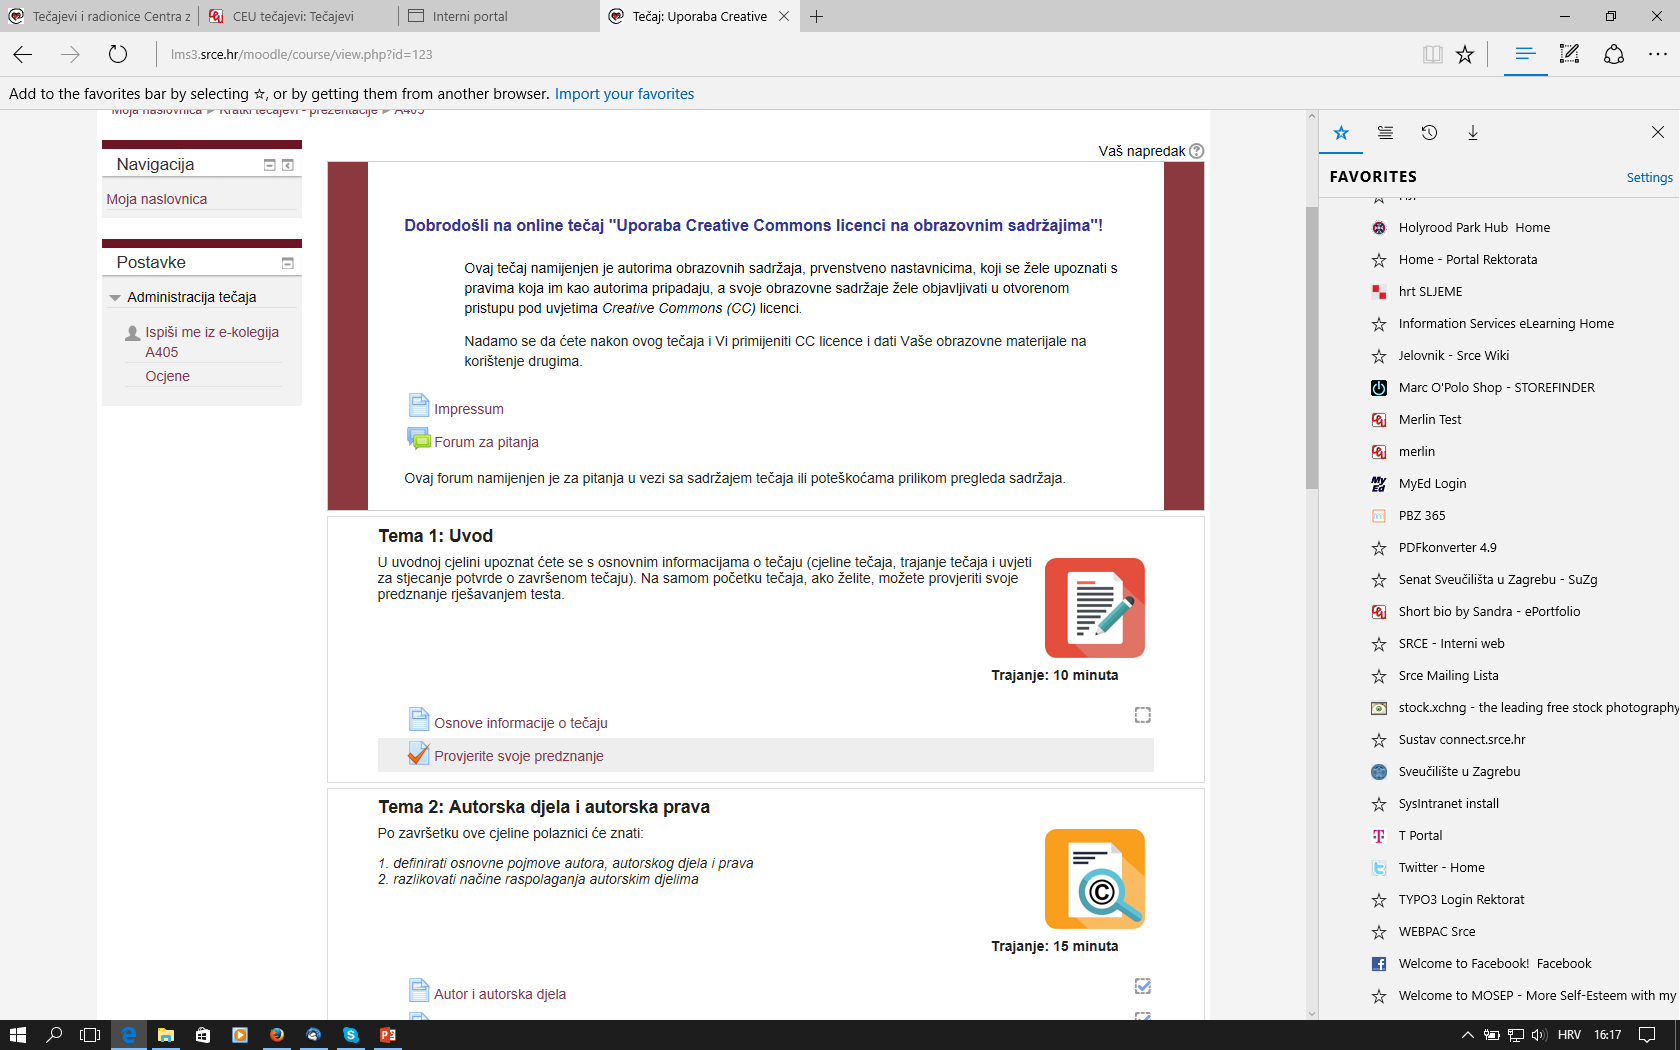 Tečajevi i radionice Centra z
CEU tečajevi: Tečajevi
Interni portal
Tečaj: Uporaba Creative
lms3.srce.hr/moodle/course/view.php?id=123
Add to the favorites bar by selecting ☆, or by getting them from another browser. Import your favorites
Moja naslovnica ► Kratki tečajevi - prezentacije ► A405
Navigacija
Moja naslovnica
Postavke
Administracija tečaja
Ispiši me iz e-kolegija
A405
Ocjene
Vaš napredak
Dobrodošli na online tečaj "Uporaba Creative Commons licenci na obrazovnim sadržajima"!
Ovaj tečaj namijenjen je autorima obrazovnih sadržaja, prvenstveno nastavnicima, koji se žele upoznati s
pravima koja im kao autorima pripadaju, a svoje obrazovne sadržaje žele objavljivati u otvorenom
pristupu pod uvjetima Creative Commons (CC) licenci.
Nadamo se da ćete nakon ovog tečaja i Vi primijeniti CC licence i dati Vaše obrazovne materijale na
korištenje drugima.
Impressum
Forum za pitanja
Ovaj forum namijenjen je za pitanja u vezi sa sadržajem tečaja ili poteškoćama prilikom pregleda sadržaja.
Tema 1: Uvod
U uvodnoj cjelini upoznat ćete se s osnovnim informacijama o tečaju (cjeline tečaja, trajanje tečaja i uvjeti
za stjecanje potvrde o završenom tečaju). Na samom početku tečaja, ako želite, možete provjeriti svoje
predznanje rješavanjem testa.
Trajanje: 10 minuta
Osnove informacije o tečaju
Provjerite svoje predznanje
Tema 2: Autorska djela i autorska prava
Po završetku ove cjeline polaznici će znati:
1. definirati osnovne pojmove autora, autorskog djela i prava
2. razlikovati načine raspolaganja autorskim djelima
Trajanje: 15 minuta
Autor i autorska djela
FAVORITES
Settings
Holyrood Park Hub Home
Home - Portal Rektorata
hrt SLJEME
Information Services eLearning Home
Jelovnik - Srce Wiki
Marc O'Polo Shop - STOREFINDER
Merlin Test
merlin
MyEd Login
PBZ 365
PDFkonverter 4.9
Senat Sveučilišta u Zagrebu - SuZg
Short bio by Sandra - ePortfolio
SRCE - Interni web
Srce Mailing Lista
stock.xchng - the leading free stock photography
Sustav connect.srce.hr
Sveučilište u Zagrebu
SysIntranet install
T Portal
Twitter - Home
TYPO3 Login Rektorat
WEBPAC Srce
Welcome to Facebook! Facebook
Welcome to MOSEP - More Self-Esteem with my
HRV
16:17